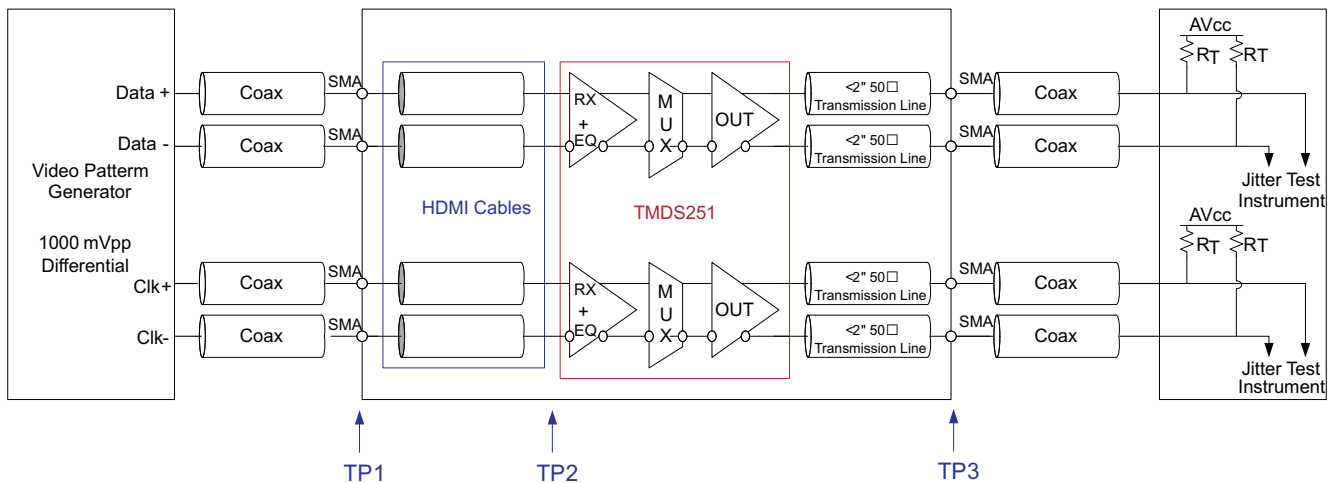 AVcc
RT RT
Data + Coax SMA RX + EQ MUX OUT <2" 50□ Transmission Line SMA Coax
Data - Coax <2" 50□ Transmission Line Coax
Video Patterm
Generator
HDMI Cables
TMDS251
Jitter Test
Instrument
1000 mVpp
Differential
AVcc
RT RT
Clk+ Coax SMA RX + EQ MUX OUT <2" 50□ Transmission Line SMA Coax
Clk- Coax SMA <2" 50□ Transmission Line SMA Coax
Jitter Test
Instrument
TP1
TP2
TP3